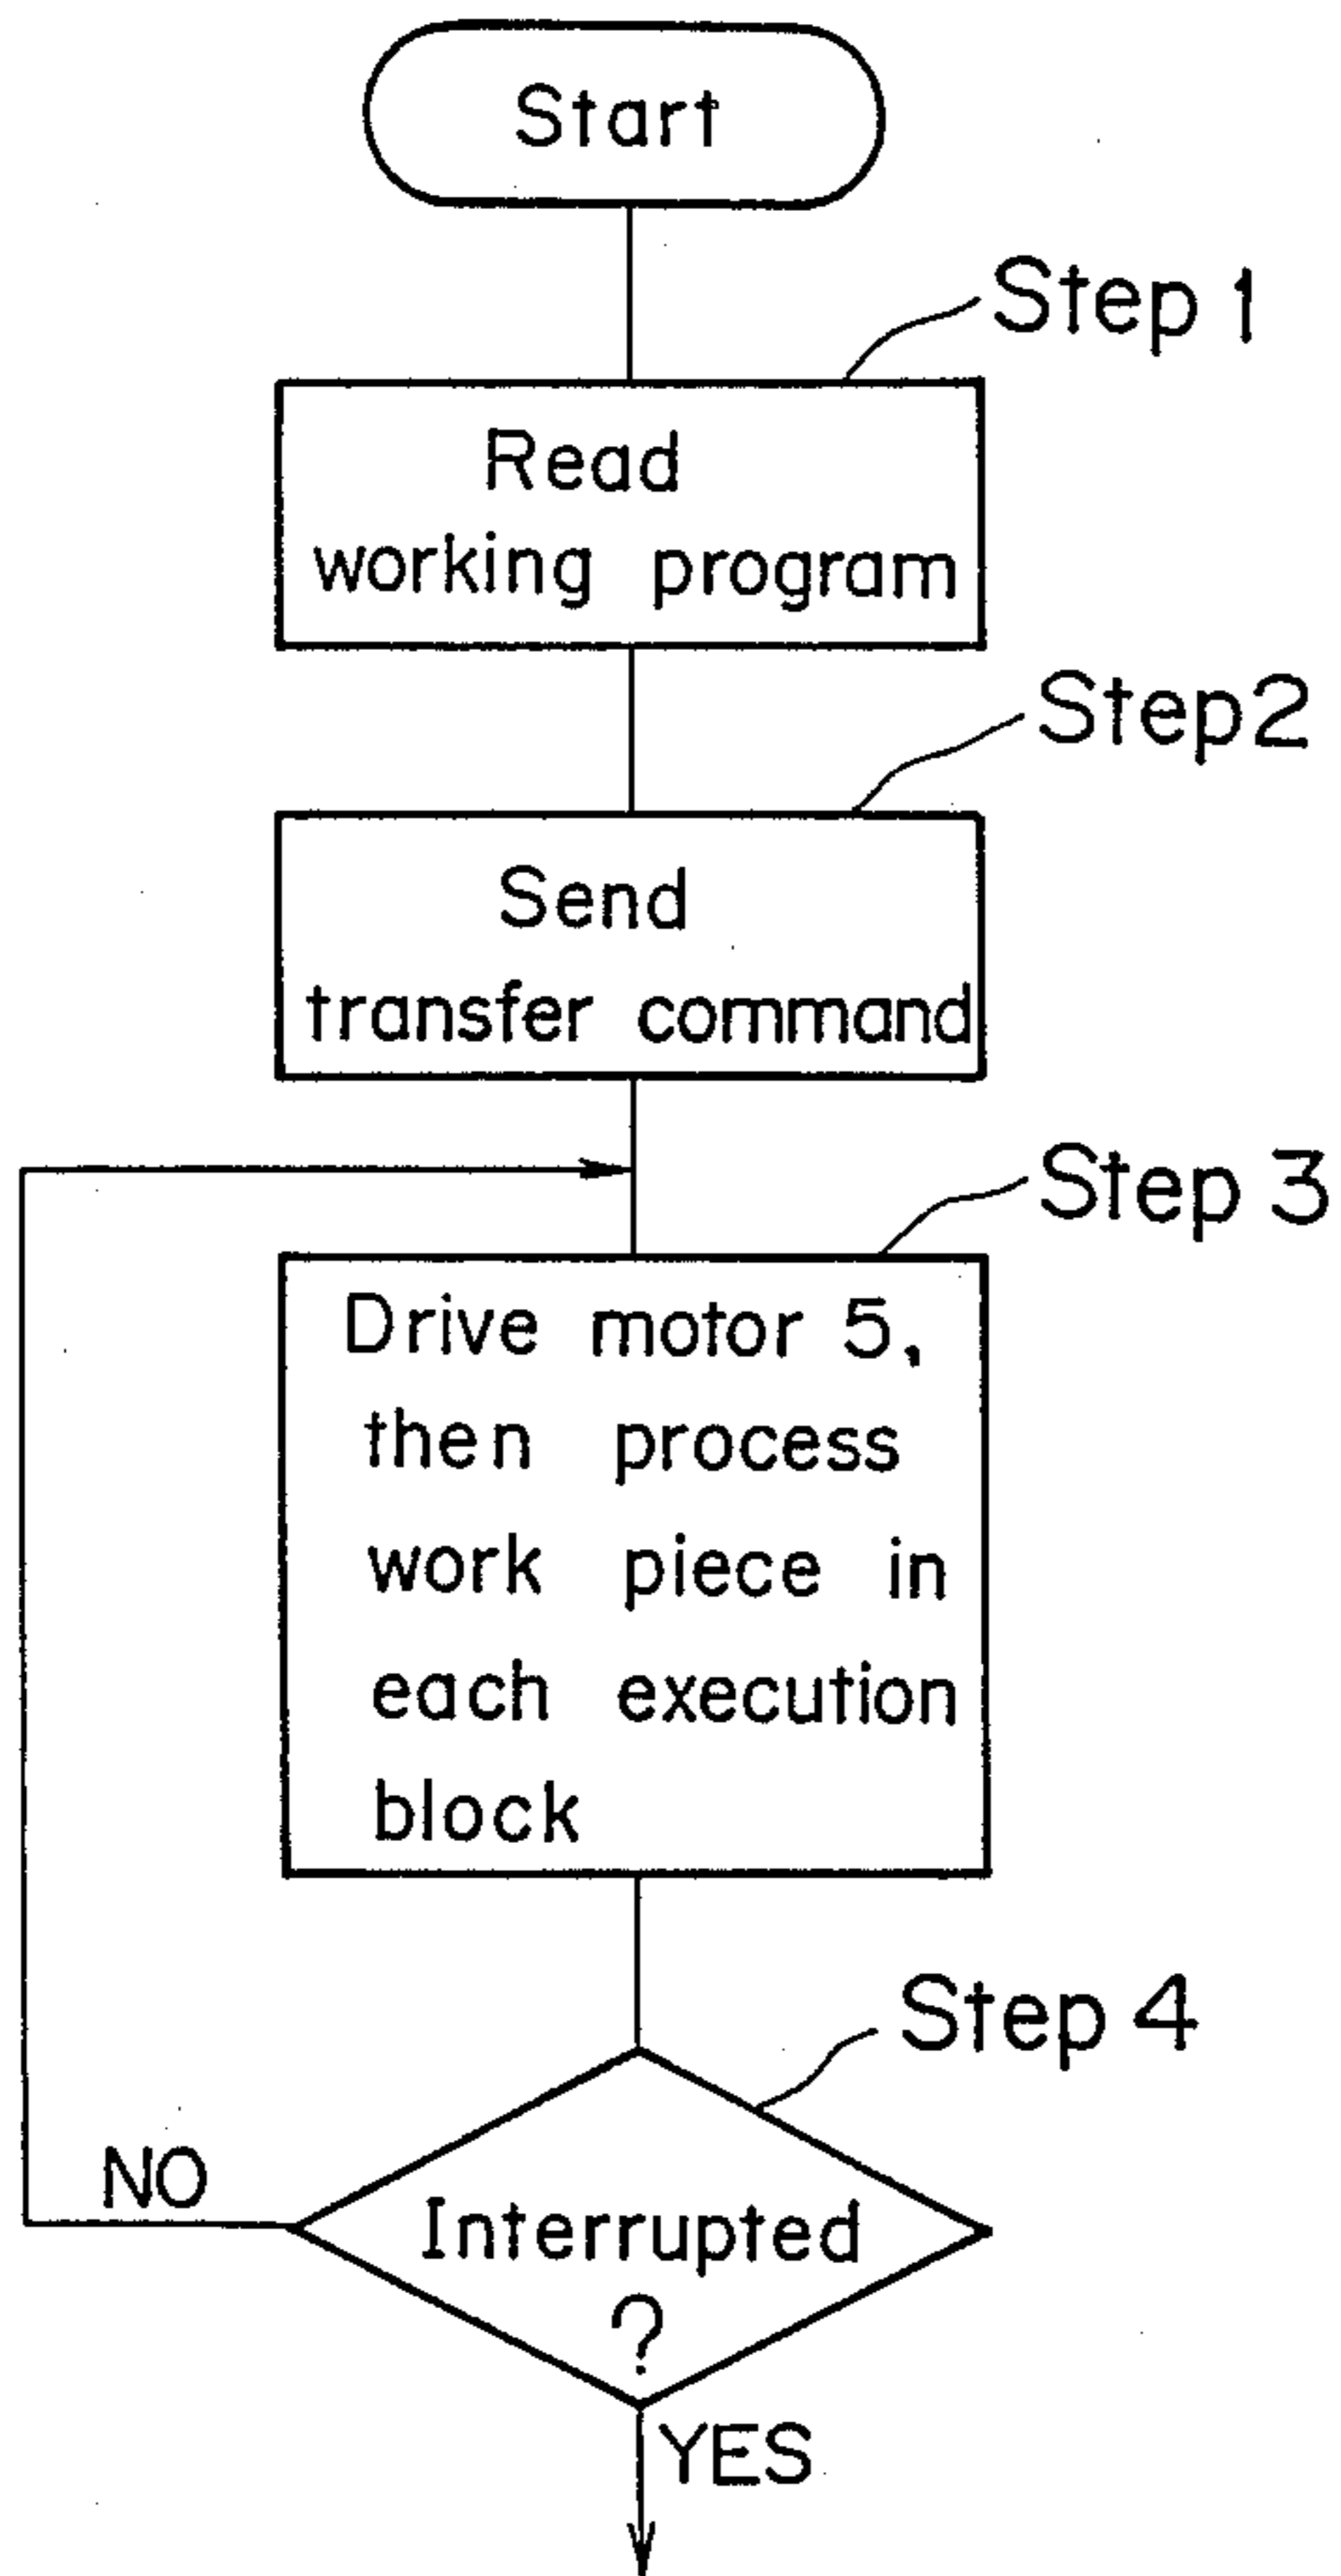 Start
Step 1
Read
working program
Step2
Send
transfer command
Step 3
Drive motor 5,
then process
work piece in
each execution
block
Step 4
NO
Interrupted
?
YES